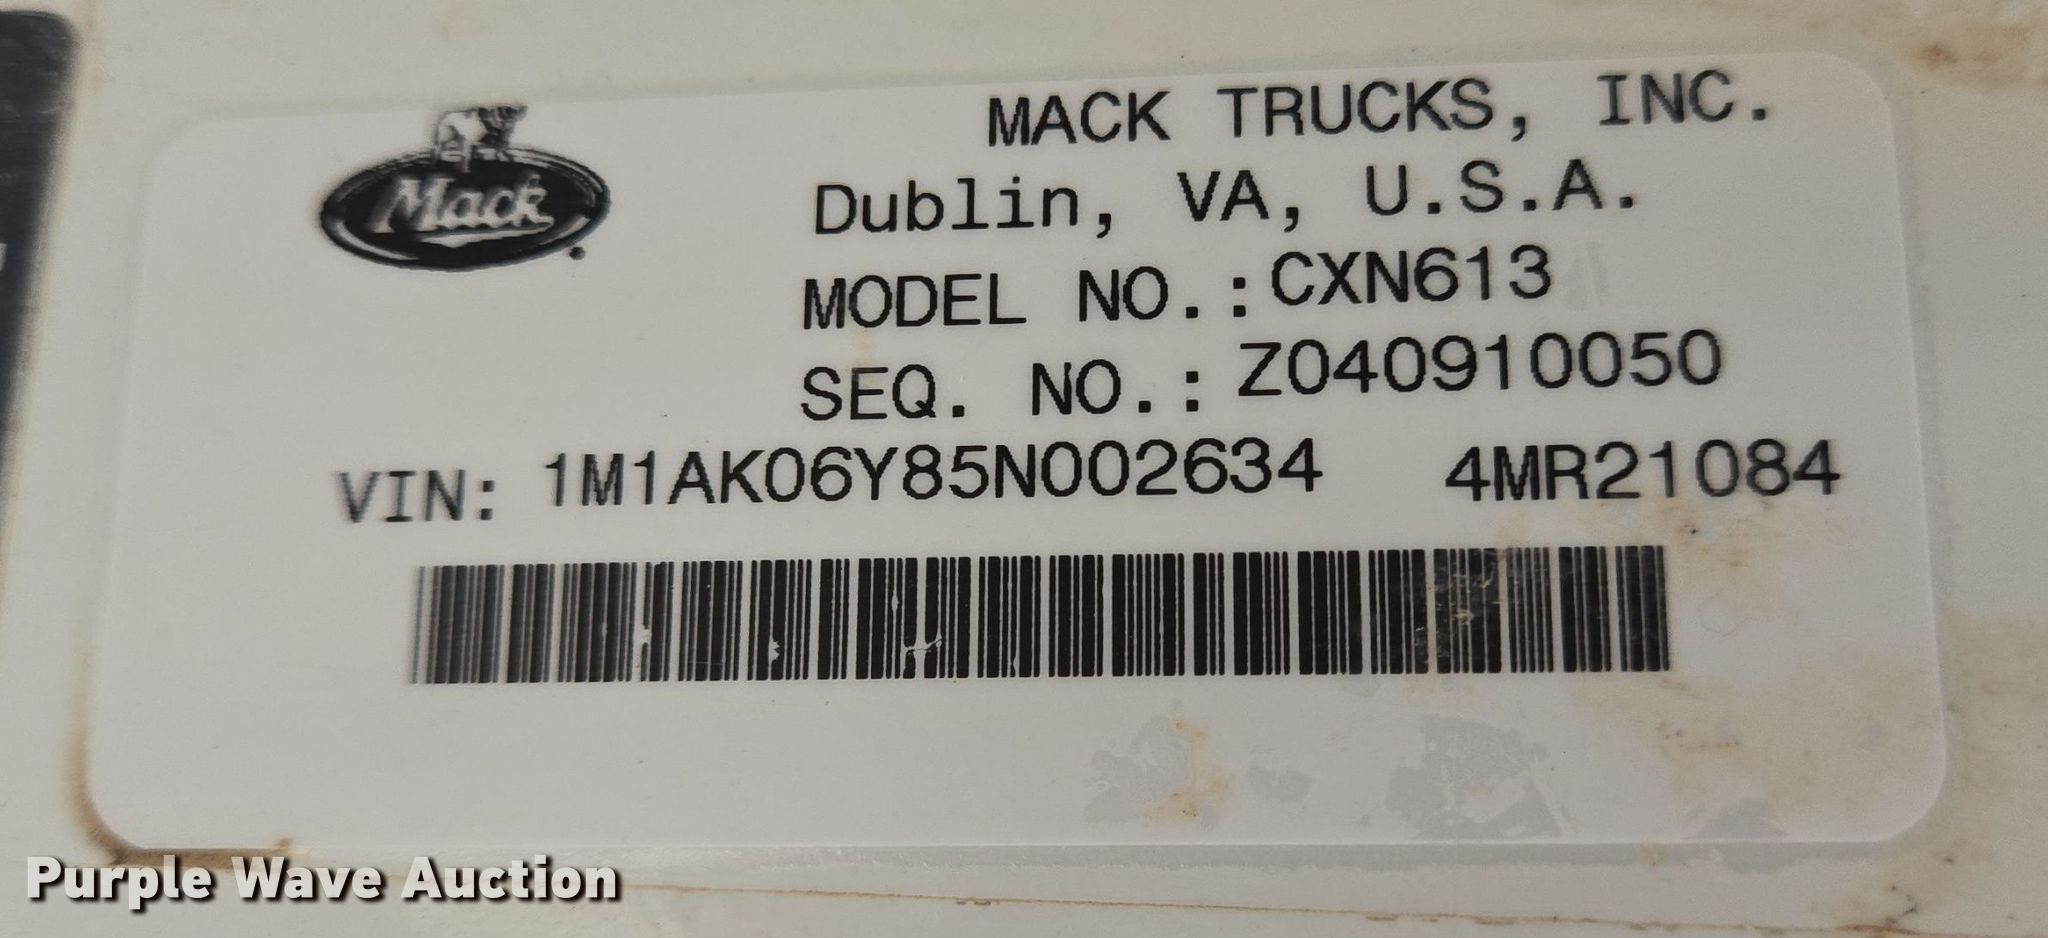 Mack
MACK TRUCKS, INC.
Dublin, VA, U.S.A.
MODEL NO.: CXN613
SEQ. NO.: Z040910050
VIN: 1M1AK06Y85N002634 4MR21084
Purple Wave Auction